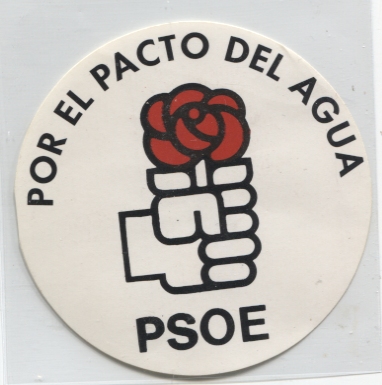 POR EL PACTO DEL AGUA
PSOE